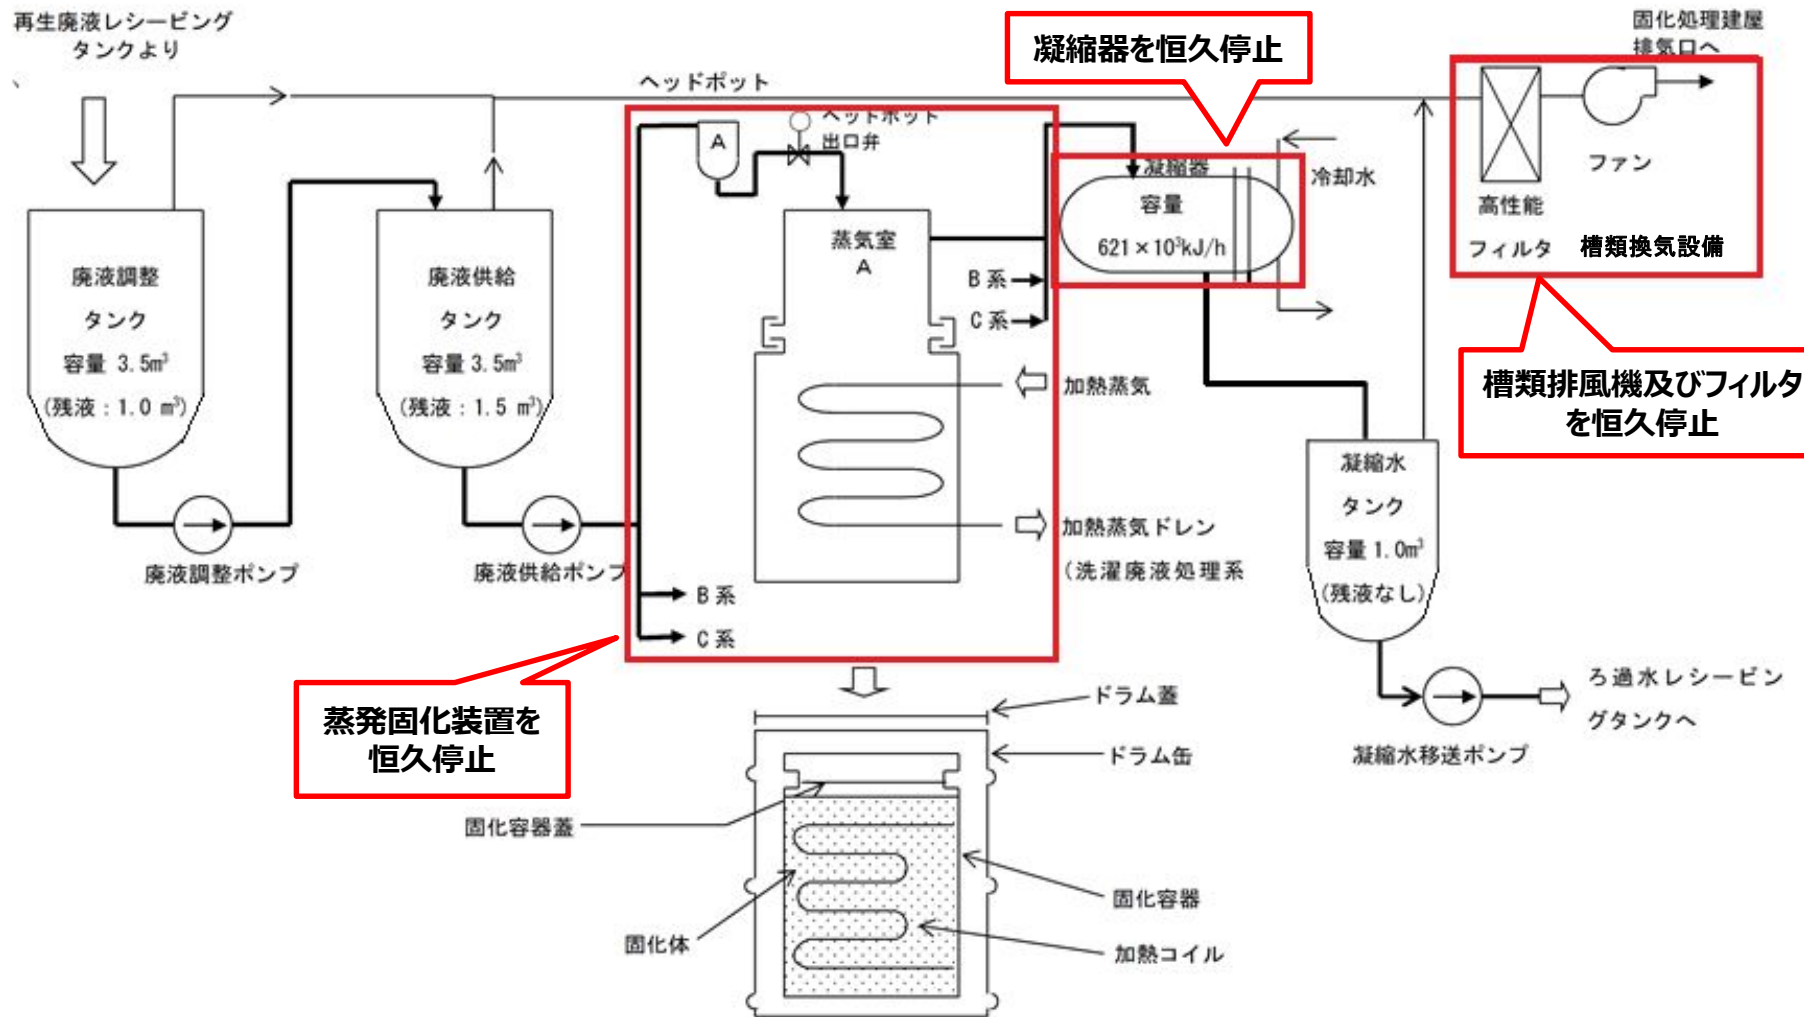 再生廃液レシービング
タンクより
、
凝縮器を恒久停止
固化処理建屋
排気口へ
ヘッドポット
A
ヘットポット
出口弁
凝縮器
容量
621×10³kJ/h
冷却水
ファン
高性能
フィルタ
槽類換気設備
廃液調整
タンク
容量 3.5m³
(残液：1.0 m³)
廃液供給
タンク
容量 3.5m³
(残液：1.5 m³)
蒸気室
A
B系
C系
加熱蒸気
槽類排風機及びフィルタ
を恒久停止
加熱蒸気ドレン
(洗濯廃液処理系
凝縮水
タンク
容量 1.0m³
(残液なし)
廃液調整ポンプ
廃液供給ポンプ
B系
C系
蒸発固化装置を
恒久停止
ろ過水レシービン
グタンクへ
凝縮水移送ポンプ
ドラム蓋
ドラム缶
固化容器蓋
固化体
固化容器
加熱コイル